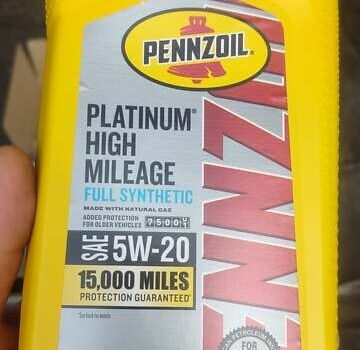 PENNZOIL®
PLATINUM®
HIGH
MILEAGE
FULL SYNTHETIC
MADE WITH NATURAL GAS
ADDED PROTECTION
FOR OLDER VEHICLES
SAE 5W-20
15,000 MILES
PROTECTION GUARANTEED*
*See back for details
ENNZ
FOR